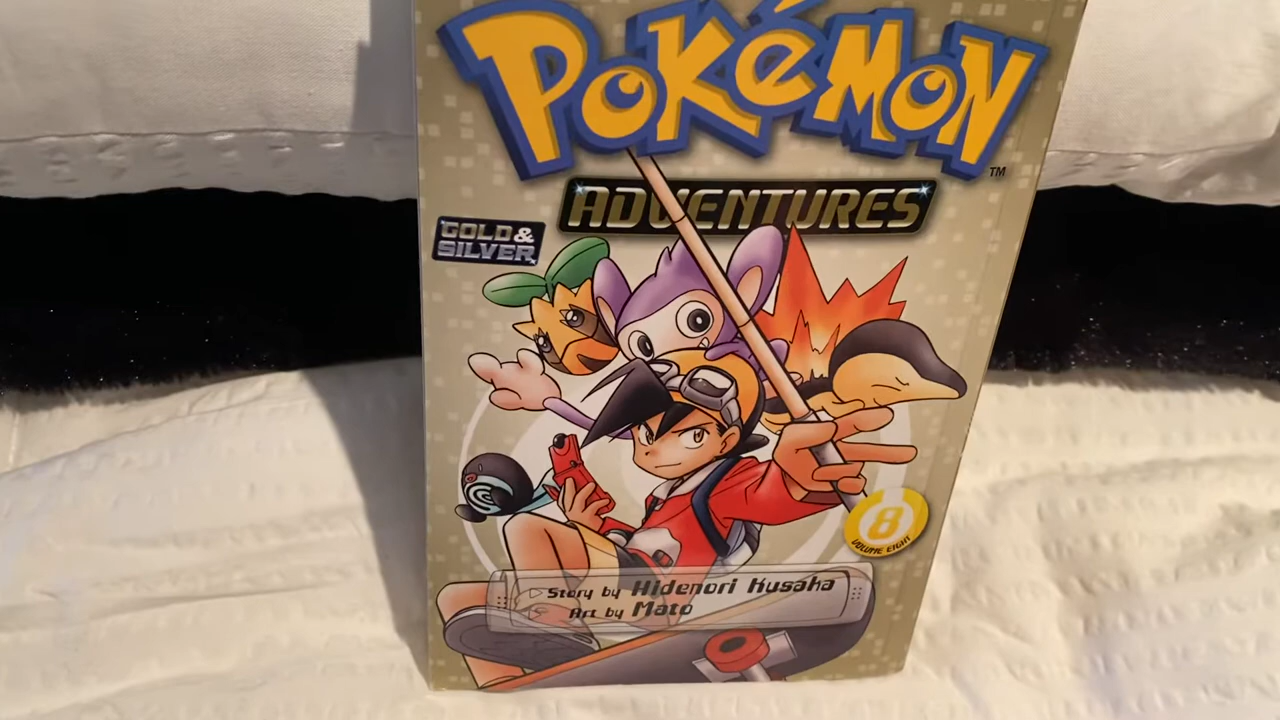 POKéMON
TM
ADVENTURES
GOLD &
SILVER
8
VOLUME EIGHT
Story by Hidenori Kusaka
Art by Mato